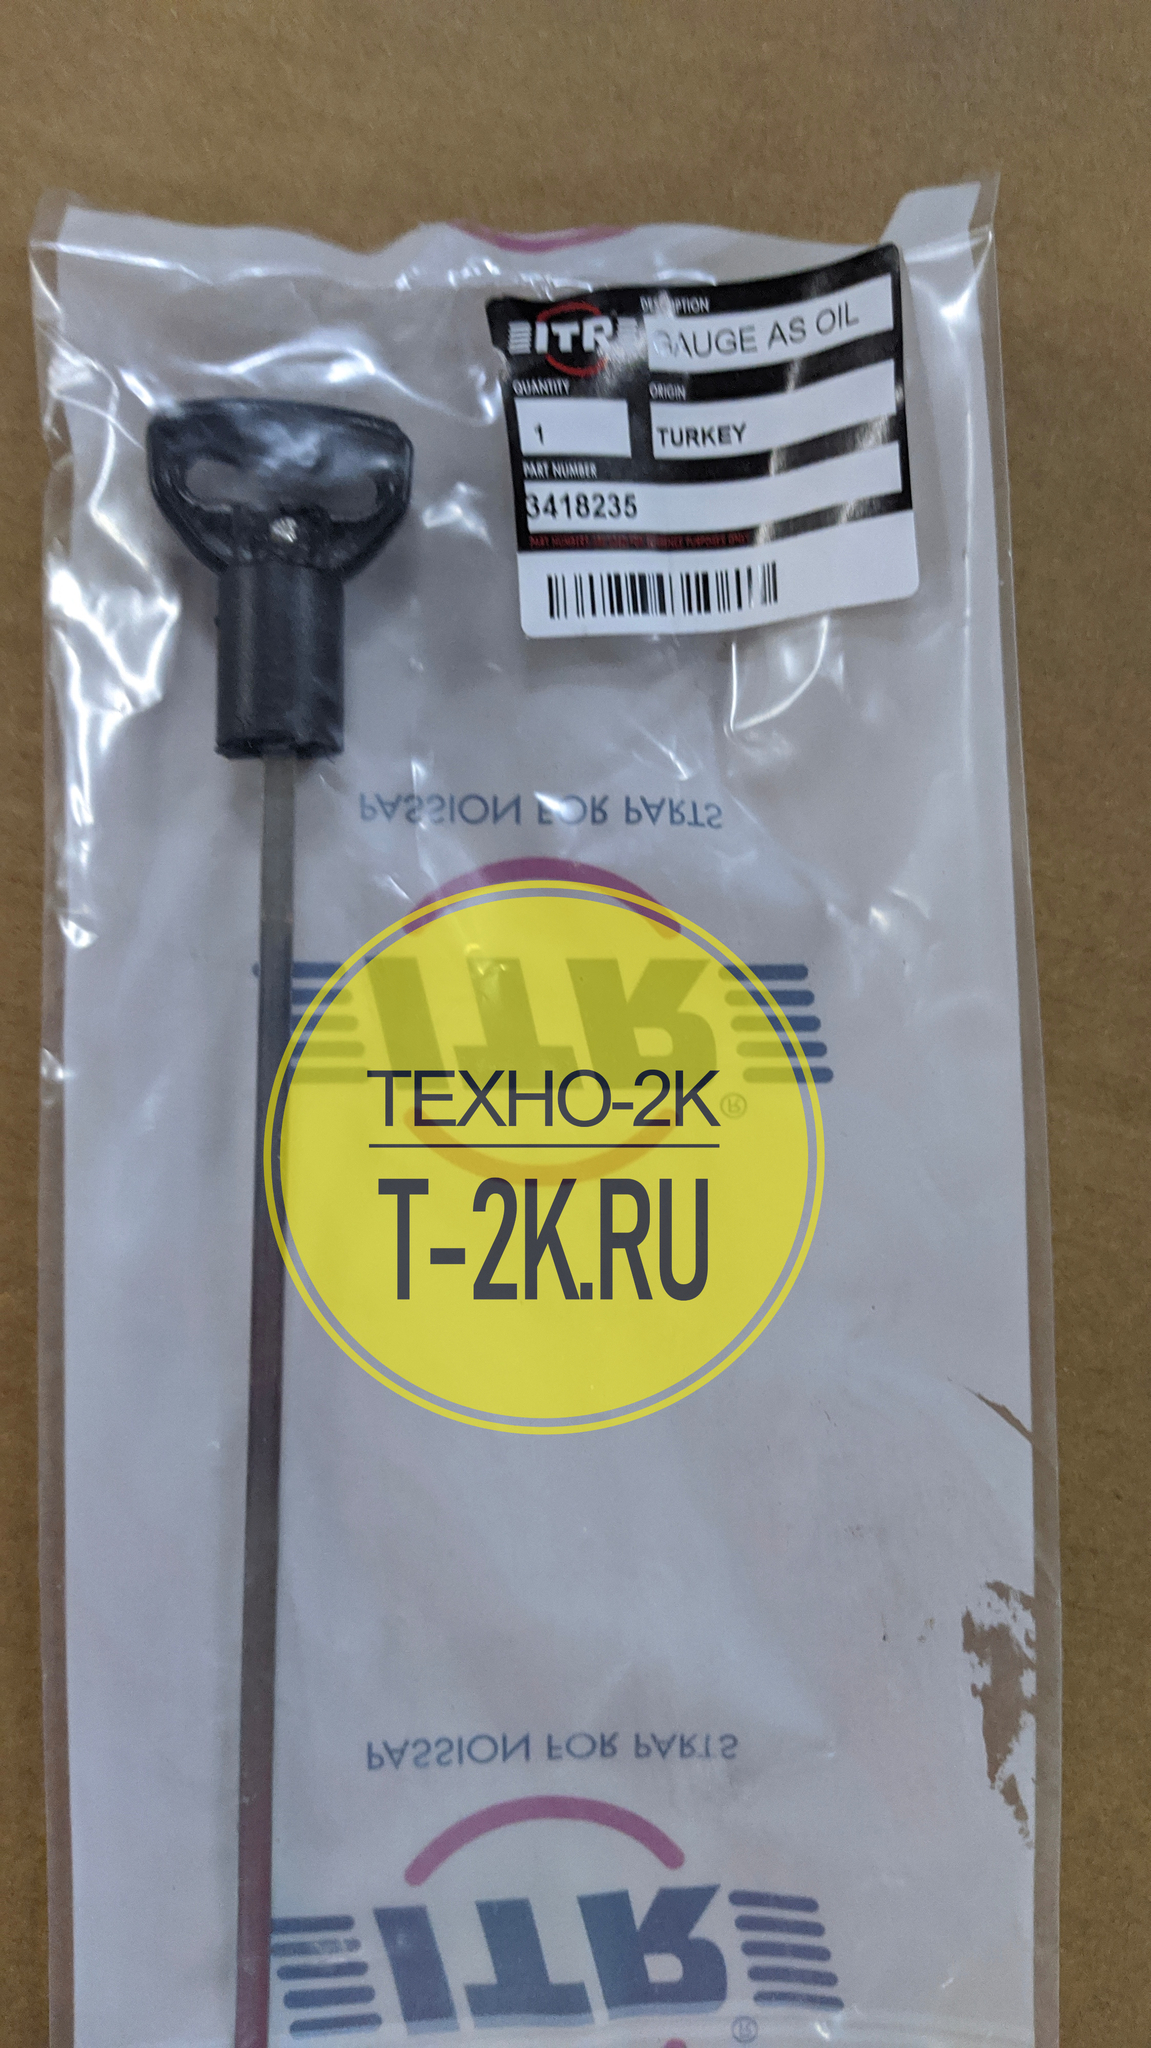 ITR
DESCRIPTION
GAUGE AS OIL
QUANTITY
ORIGIN
1
TURKEY
PART NUMBER
3418235
PASSION FOR PARTS
ITR
®
ТЕХНО-2К
T-2K.RU
PASSION FOR PARTS
ITR
®